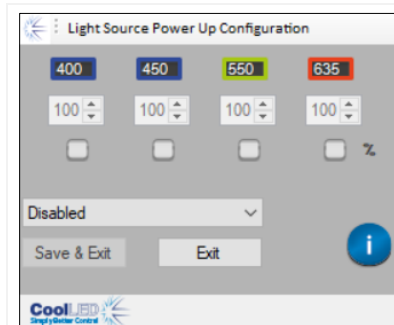 Light Source Power Up Configuration
400 450 550 635
100 100 100 100
%
Disabled
i
Save & Exit Exit
CoolLED
Simply Better Control